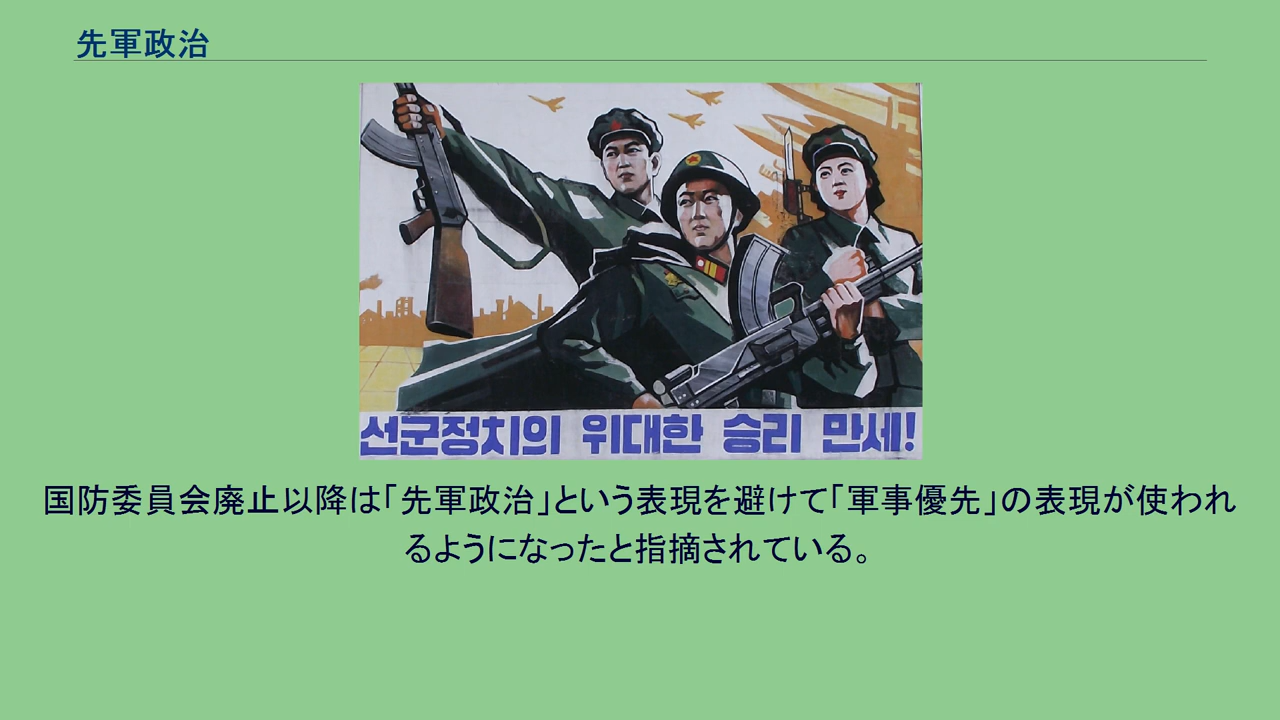 先軍政治
선군정치의 위대한 승리 만세!
国防委員会廃止以降は「先軍政治」という表現を避けて「軍事優先」の表現が使われ
るようになったと指摘されている。